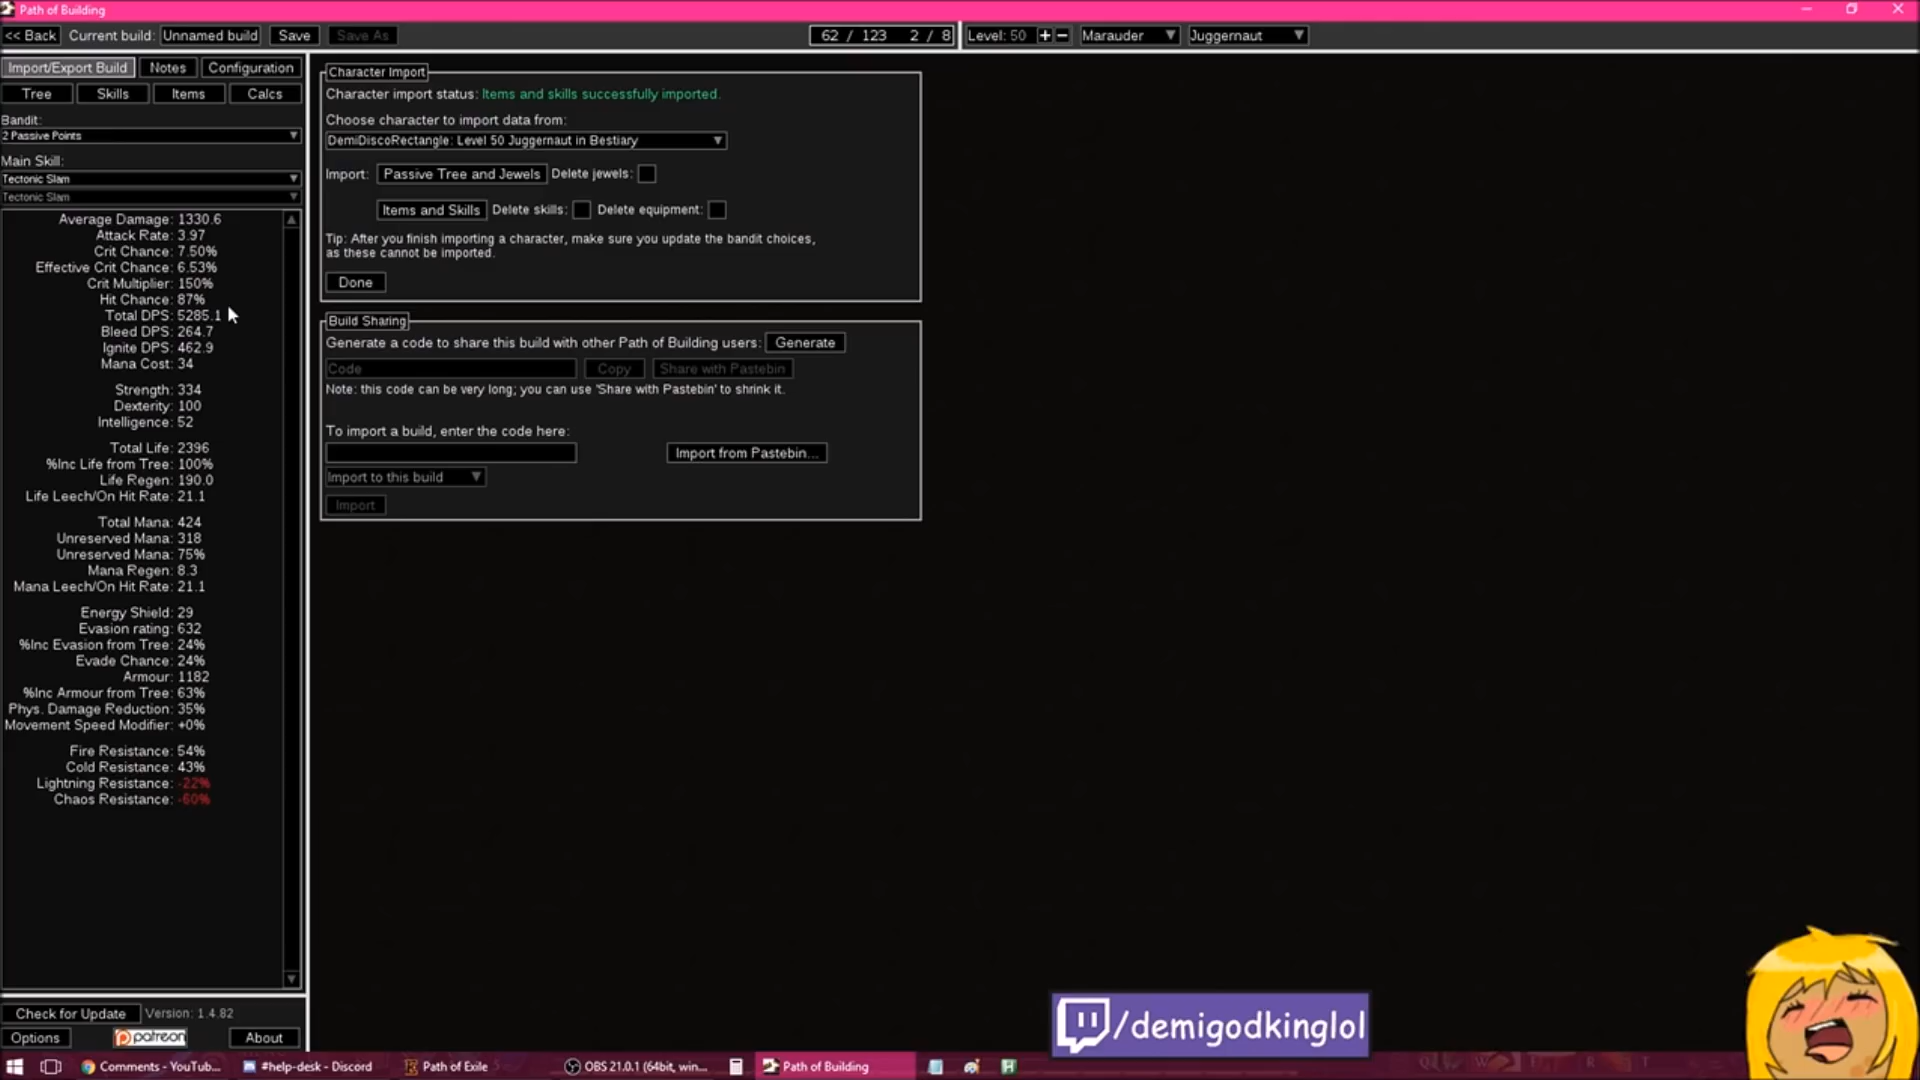 Path of Building
<< Back Current build: Unnamed build Save Save As 62 / 123 2 / 8 Level: 50 + - Marauder Juggernaut
Import/Export Build Notes Configuration
Tree Skills Items Calcs
Bandit:
2 Passive Points
Main Skill:
Tectonic Slam
Tectonic Slam
Average Damage: 1330.6
Attack Rate: 3.97
Crit Chance: 7.50%
Effective Crit Chance: 6.53%
Crit Multiplier: 150%
Hit Chance: 87%
Total DPS: 5285.1
Bleed DPS: 264.7
Ignite DPS: 462.9
Mana Cost: 34
Strength: 334
Dexterity: 100
Intelligence: 52
Total Life: 2396
%Inc Life from Tree: 100%
Life Regen: 190.0
Life Leech/On Hit Rate: 21.1
Total Mana: 424
Unreserved Mana: 318
Unreserved Mana: 75%
Mana Regen: 8.3
Mana Leech/On Hit Rate: 21.1
Energy Shield: 29
Evasion rating: 632
%Inc Evasion from Tree: 24%
Evade Chance: 24%
Armour: 1182
%Inc Armour from Tree: 63%
Phys. Damage Reduction: 35%
Movement Speed Modifier: +0%
Fire Resistance: 54%
Cold Resistance: 43%
Lightning Resistance: -22%
Chaos Resistance: -60%
Check for Update Version: 1.4.82
Options patreon About
Character Import
Character import status: Items and skills successfully imported.
Choose character to import data from:
DemiDiscoRectangle: Level 50 Juggernaut in Bestiary
Import: Passive Tree and Jewels Delete jewels:
Items and Skills Delete skills: Delete equipment:
Tip: After you finish importing a character, make sure you update the bandit choices,
as these cannot be imported.
Done
Build Sharing
Generate a code to share this build with other Path of Building users: Generate
Code Copy Share with Pastebin
Note: this code can be very long; you can use 'Share with Pastebin' to shrink it.
To import a build, enter the code here:
Import from Pastebin...
Import to this build
Import
/demigodkinglol
Comments - YouTub... #help-desk - Discord Path of Exile OBS 21.0.1 (64bit, win... Path of Building